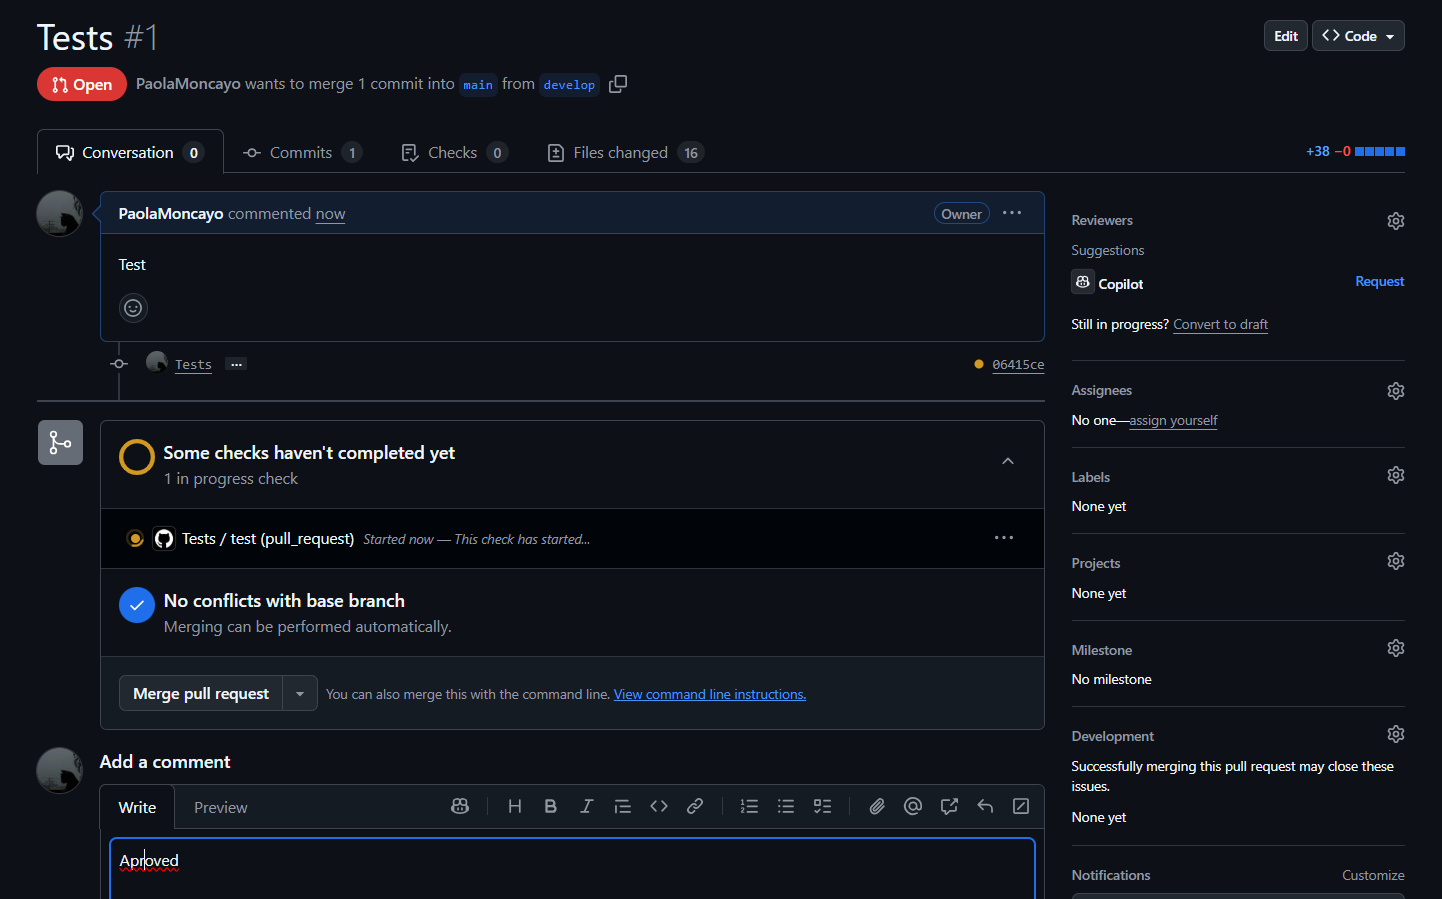 Tests #1
Edit
Code
Open
PaolaMoncayo wants to merge 1 commit into main from develop
Conversation 0
Commits 1
Checks 0
Files changed 16
+38 −0
PaolaMoncayo commented now
Owner
Test
Tests
06415ce
Some checks haven't completed yet
1 in progress check
Tests / test (pull_request) Started now — This check has started...
No conflicts with base branch
Merging can be performed automatically.
Merge pull request
You can also merge this with the command line. View command line instructions.
Add a comment
Write
Preview
Aproved
Reviewers
Suggestions
Copilot
Request
Still in progress? Convert to draft
Assignees
No one—assign yourself
Labels
None yet
Projects
None yet
Milestone
No milestone
Development
Successfully merging this pull request may close these
issues.
None yet
Notifications
Customize